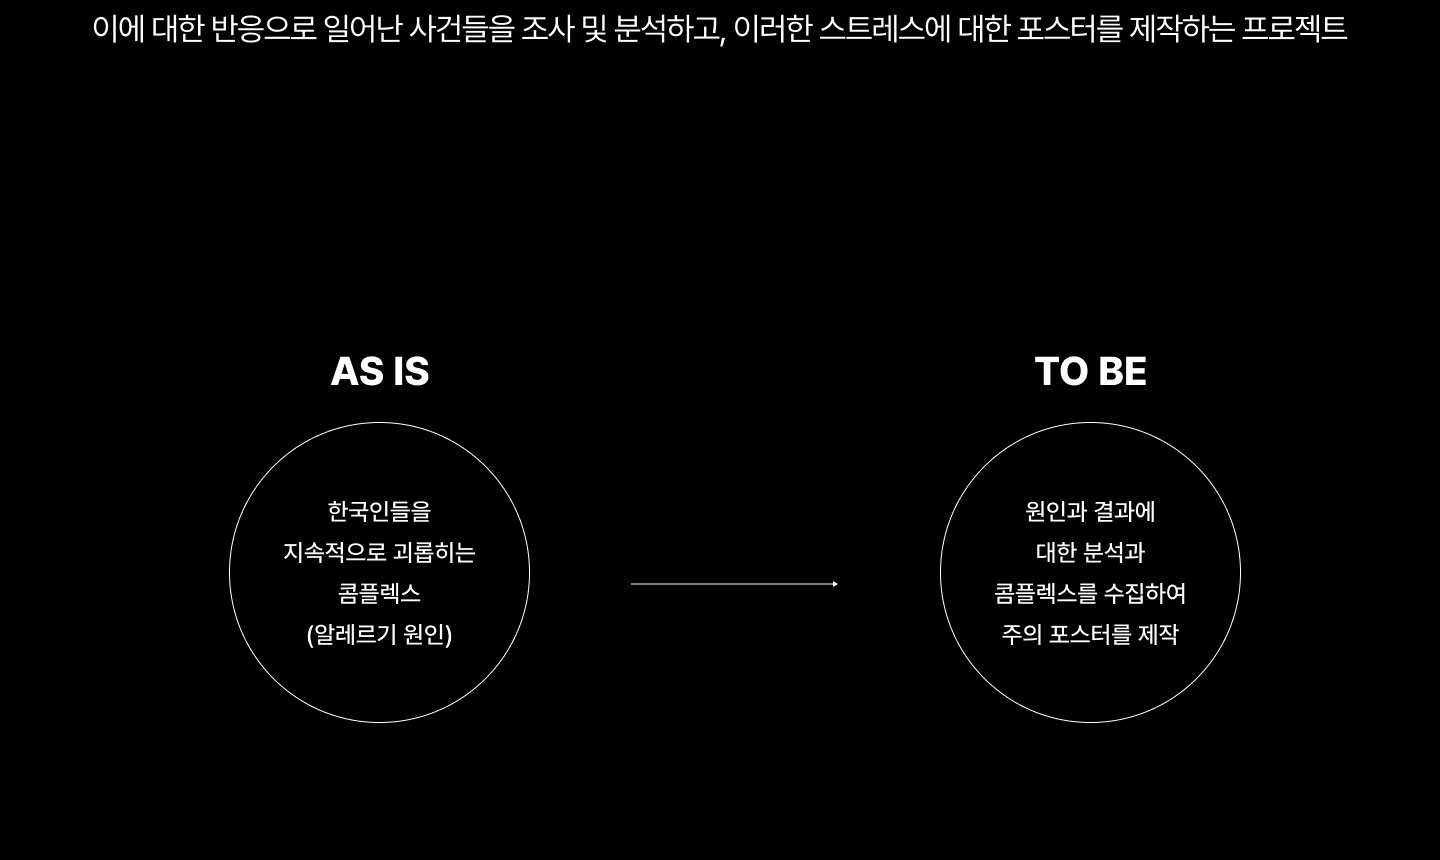 이에 대한 반응으로 일어난 사건들을 조사 및 분석하고, 이러한 스트레스에 대한 포스터를 제작하는 프로젝트
AS IS
한국인들을
지속적으로 괴롭히는
콤플렉스
(알레르기 원인)
TO BE
원인과 결과에
대한 분석과
콤플렉스를 수집하여
주의 포스터를 제작